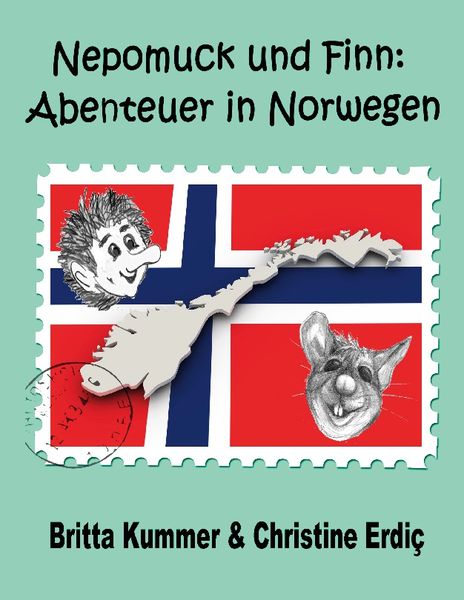 Nepomuck und Finn:
Abenteuer in Norwegen
Britta Kummer & Christine Erdiç